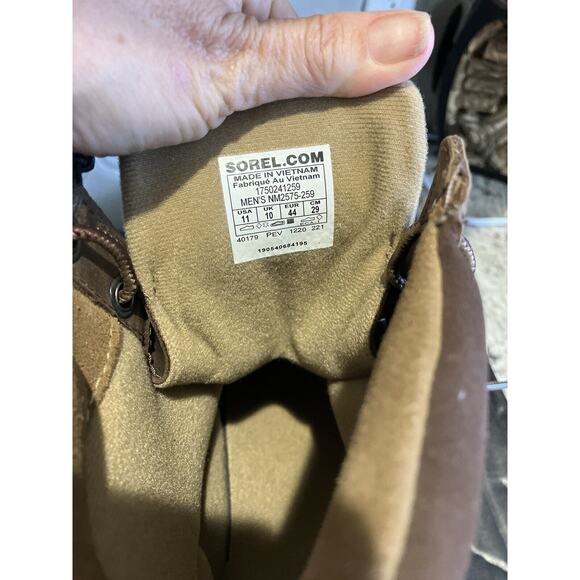 SOREL.COM
MADE IN VIETNAM
Fabriqué Au Vietnam
1750241259
MEN'S NM2575-259
USA UK EUR CM
11 10 44 29
40179 PEV 1220 221
190540684195